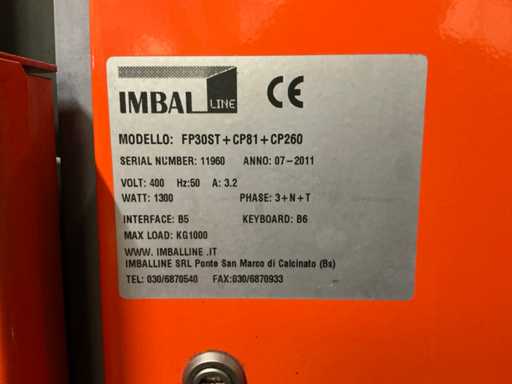 IMBAL LINE CE
MODELLO: FP30ST+CP81+CP260
SERIAL NUMBER: 11960 ANNO: 07-2011
VOLT: 400 Hz:50 A: 3.2
WATT: 1300 PHASE: 3+N+T
INTERFACE: B5 KEYBOARD: B6
MAX LOAD: KG1000
WWW. IMBALLINE .IT
IMBALLINE SRL Ponte San Marco di Calcinato (Bs)
TEL: 030/6870540 FAX:030/6870933